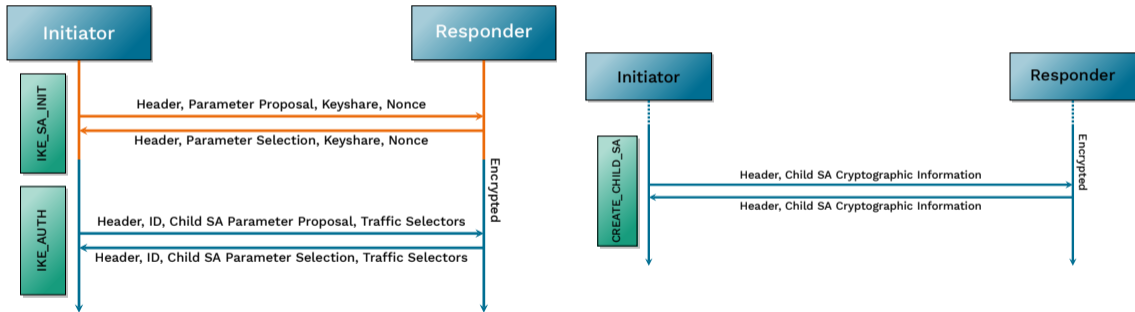 Initiator
Responder
IKE_SA_INIT
Header, Parameter Proposal, Keyshare, Nonce
Header, Parameter Selection, Keyshare, Nonce
Encrypted
IKE_AUTH
Header, ID, Child SA Parameter Proposal, Traffic Selectors
Header, ID, Child SA Parameter Selection, Traffic Selectors
Initiator
Responder
CREATE_CHILD_SA
Encrypted
Header, Child SA Cryptographic Information
Header, Child SA Cryptographic Information